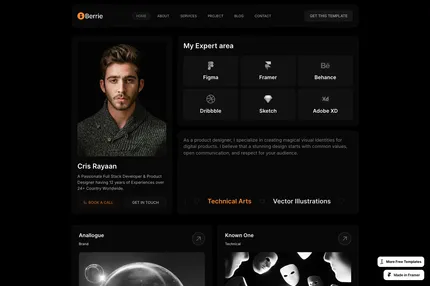 Berrie
HOME
ABOUT
SERVICES
PROJECT
BLOG
CONTACT
GET THIS TEMPLATE
Cris Rayaan
A Passionate Full Stack Developer & Product
Designer having 12 years of Experiences over
24+ Country Worldwide.
BOOK A CALL
GET IN TOUCH
My Expert area
Figma
Framer
Bē
Behance
Dribbble
Sketch
Xd
Adobe XD
As a product designer, I specialize in creating magical visual identities for
digital products. I believe that a stunning design starts with common values,
open communication, and respect for your audience.
Technical Arts
Vector Illustrations
Anallogue
Brand
Known One
Technical
More Free Templates
Made in Framer